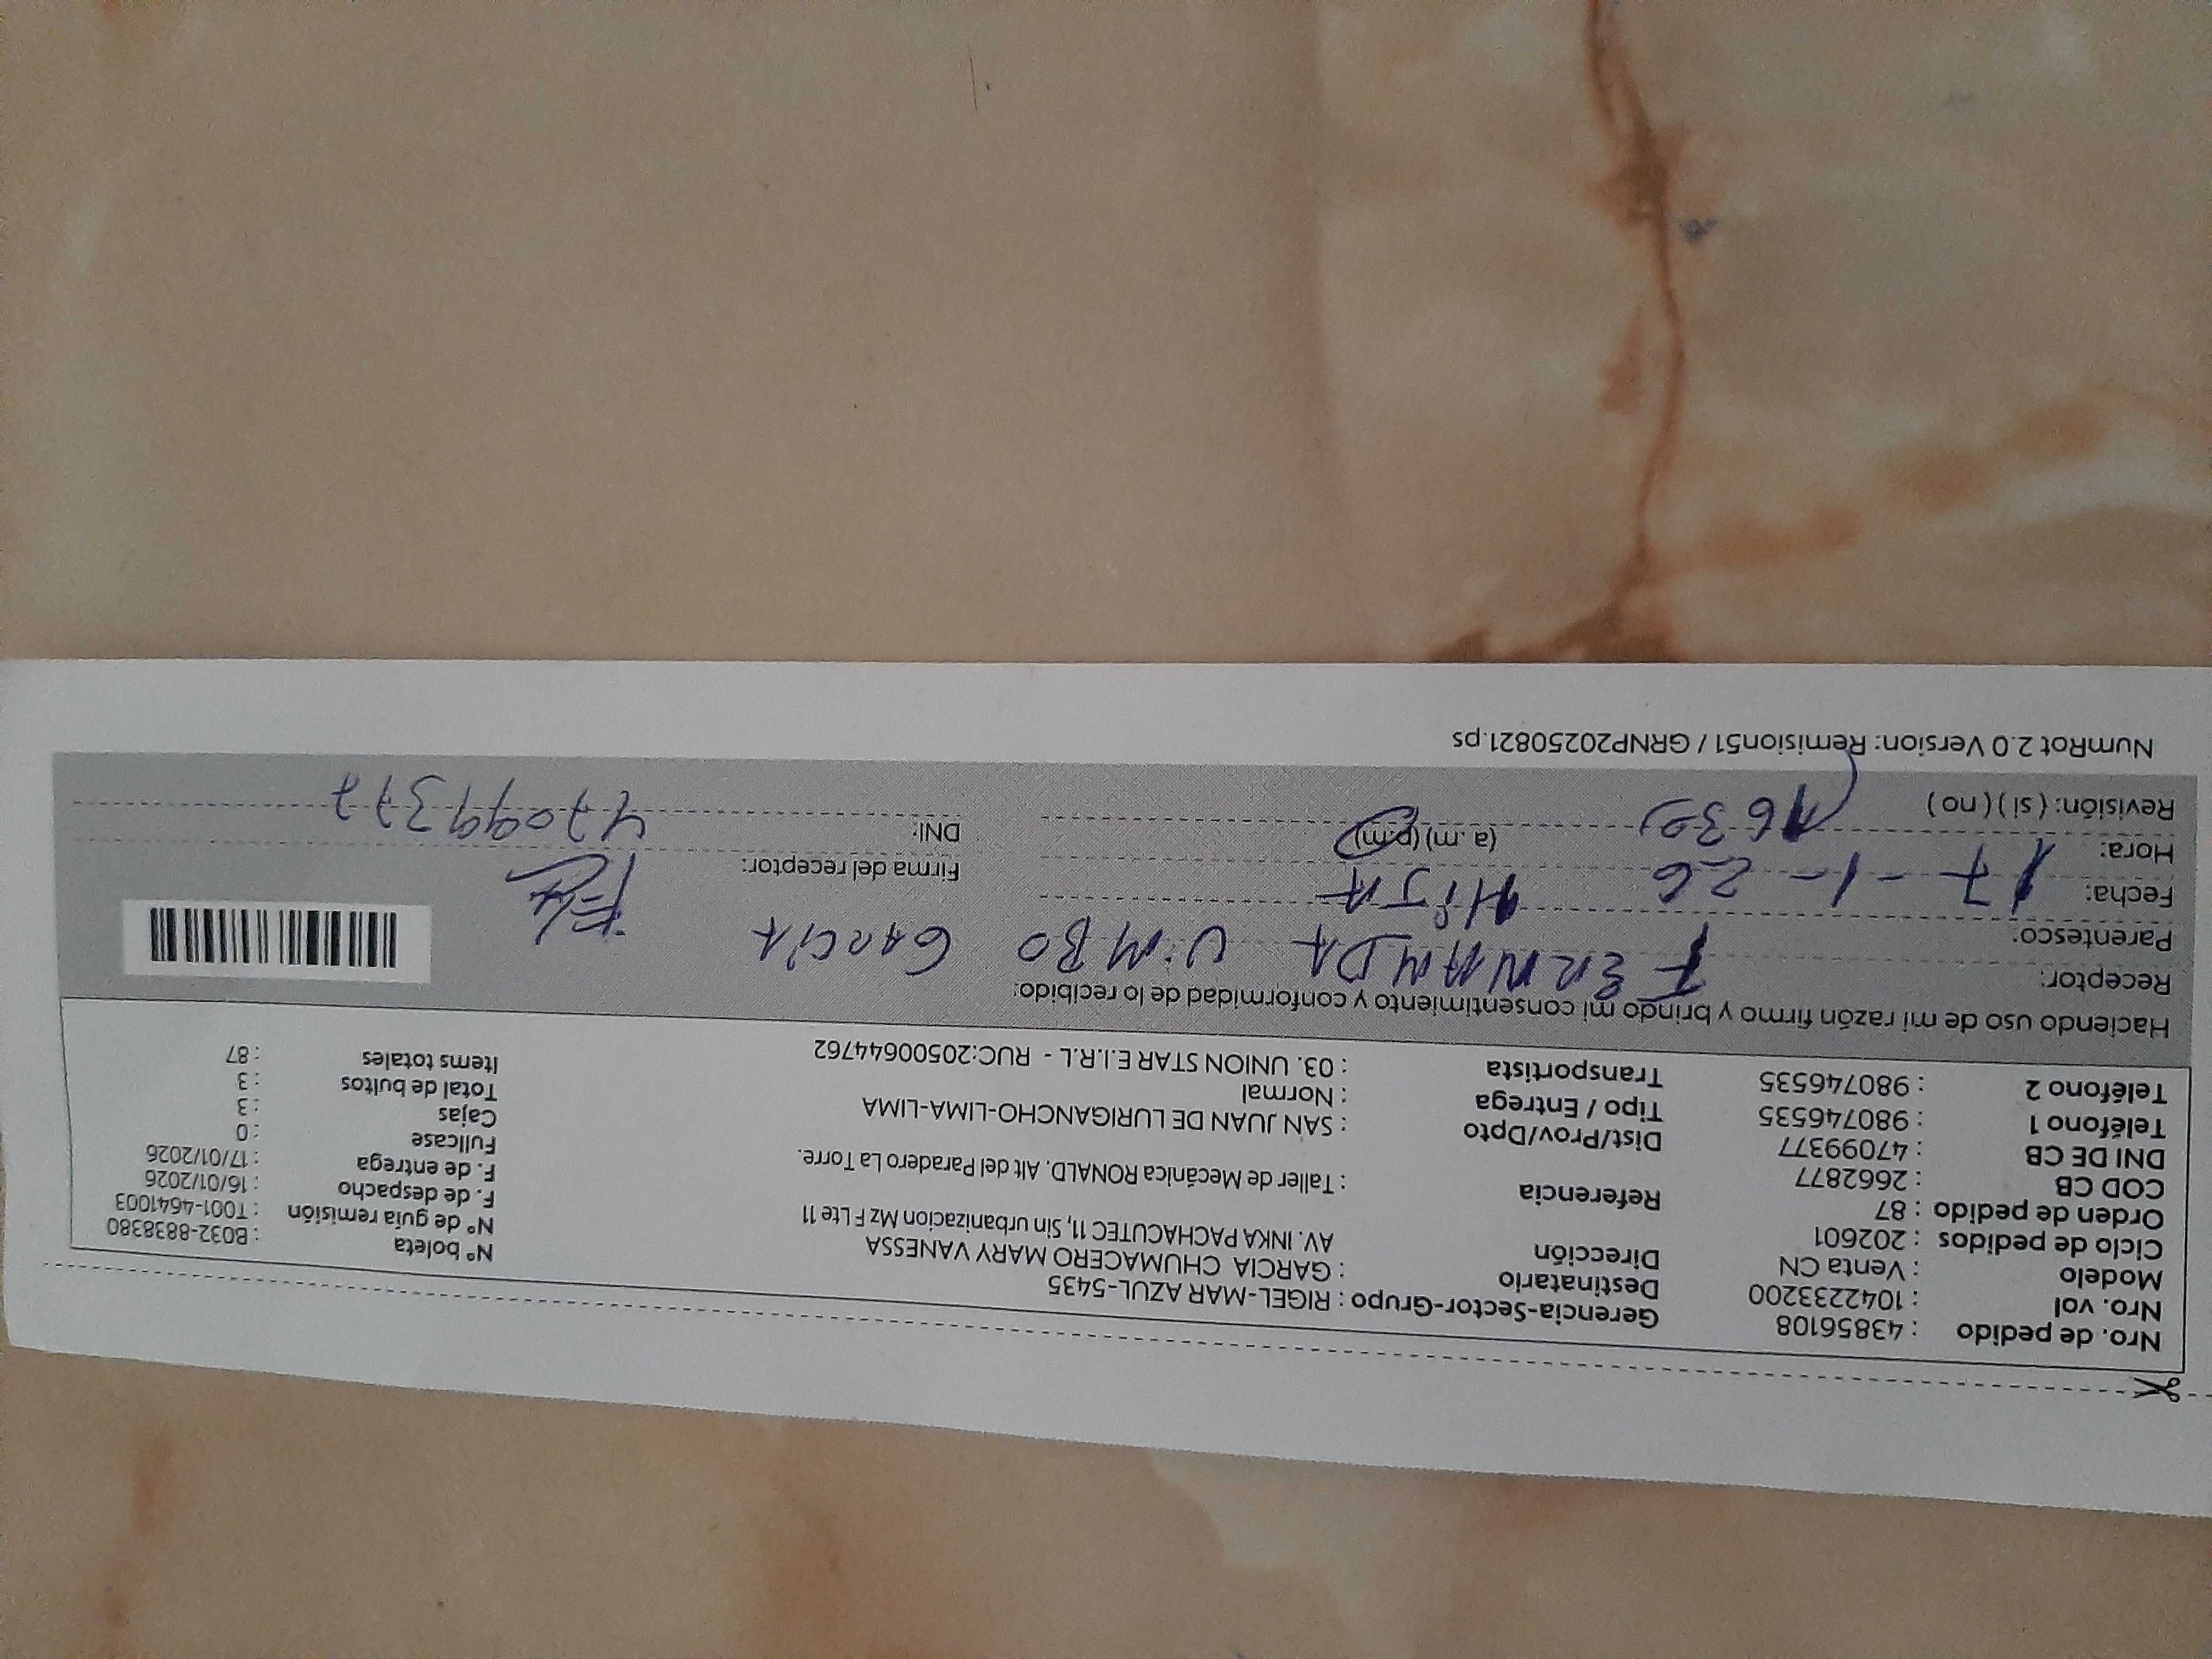 Nro. de pedido : 43856108 Gerencia-Sector-Grupo : RIGEL-MAR AZUL-5435
Nro. vol : 1042233200 Destinatario : GARCIA CHUMACERO MARY VANESSA Nº boleta : B032-8838380
Modelo : Venta CN Dirección AV. INKA PACHACUTEC 11, Sin urbanizacion Mz F Lte 11 Nº de guía remisión : T001-4641003
Ciclo de pedidos : 202601 F. de despacho : 16/01/2026
Orden de pedido : 87 Referencia : Taller de Mecánica RONALD. Alt del Paradero La Torre. F. de entrega : 17/01/2026
COD CB : 2662877 Fullcase : 0
DNI DE CB : 47099377 Dist/Prov/Dpto : SAN JUAN DE LURIGANCHO-LIMA-LIMA Cajas : 3
Teléfono 1 : 980746535 Tipo / Entrega : Normal Total de bultos : 3
Teléfono 2 : 980746535 Transportista : 03. UNION STAR E.I.R.L - RUC:20500644762 Items totales : 87
Haciendo uso de mi razón firmo y brindo mi consentimiento y conformidad de lo recibido:
Receptor: FERNANDA UMBO GARCIA
Parentesco: HIJA
Fecha: 17-1-26 Firma del receptor:
Hora: 1630 (a. m) (p.m) DNI: 47099377
Revisión: ( si ) ( no )
NumRot 2.0 Version: Remision51 / GRNP20250821.ps